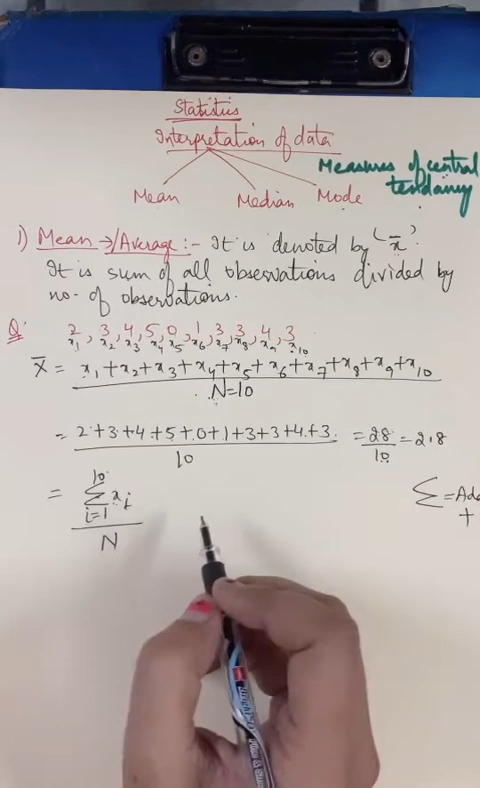 Statistics
Interpretation of data
Measures of central
tendancy
Mean Median Mode
1) Mean → /Average :- It is denoted by 'x̄'.
It is sum of all observations divided by
no. of observations.
Q. 2, 3, 4, 5, 0, 1, 3, 3, 4, 3
x₁ x₂ x₃ x₄ x₅ x₆ x₇ x₈ x₉ x₁₀
X̄ = x₁+x₂+x₃+x₄+x₅+x₆+x₇+x₈+x₉+x₁₀
N=10
= 2+3+4+5+0+1+3+3+4+3 = 28 = 2.8
10 10
= 10
Σ xᵢ Σ = Add
i=1 +
N